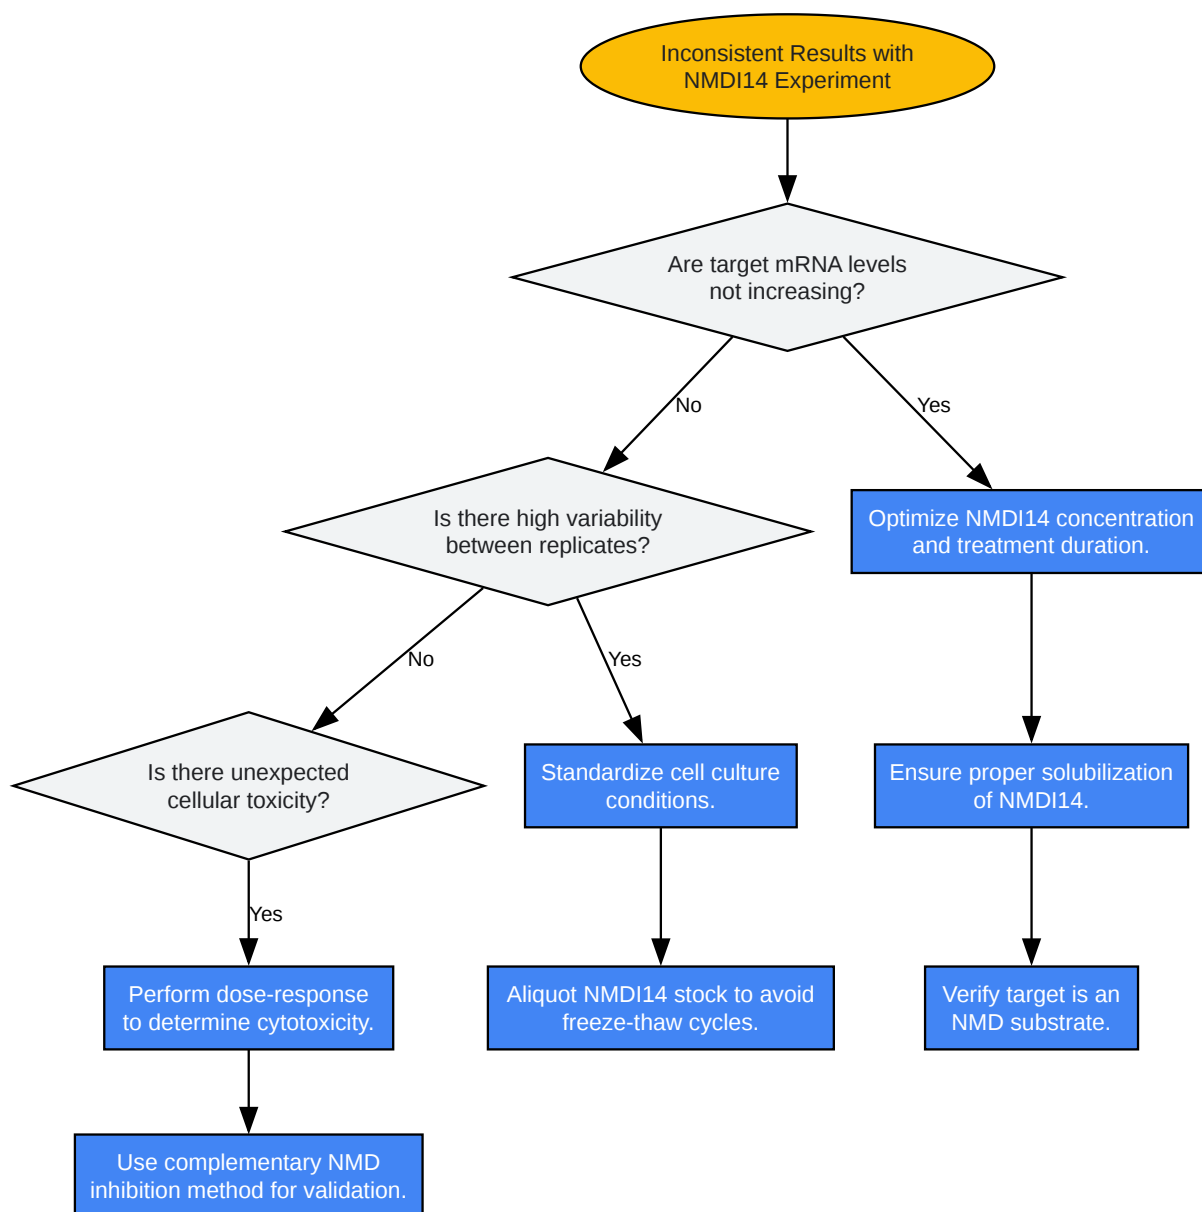 Inconsistent Results with
NMDI14 Experiment
Are target mRNA levels
not increasing?
No
Yes
Is there high variability
between replicates?
Optimize NMDI14 concentration
and treatment duration.
No
Yes
Is there unexpected
cellular toxicity?
Standardize cell culture
conditions.
Ensure proper solubilization
of NMDI14.
Yes
Perform dose-response
to determine cytotoxicity.
Aliquot NMDI14 stock to avoid
freeze-thaw cycles.
Verify target is an
NMD substrate.
Use complementary NMD
inhibition method for validation.